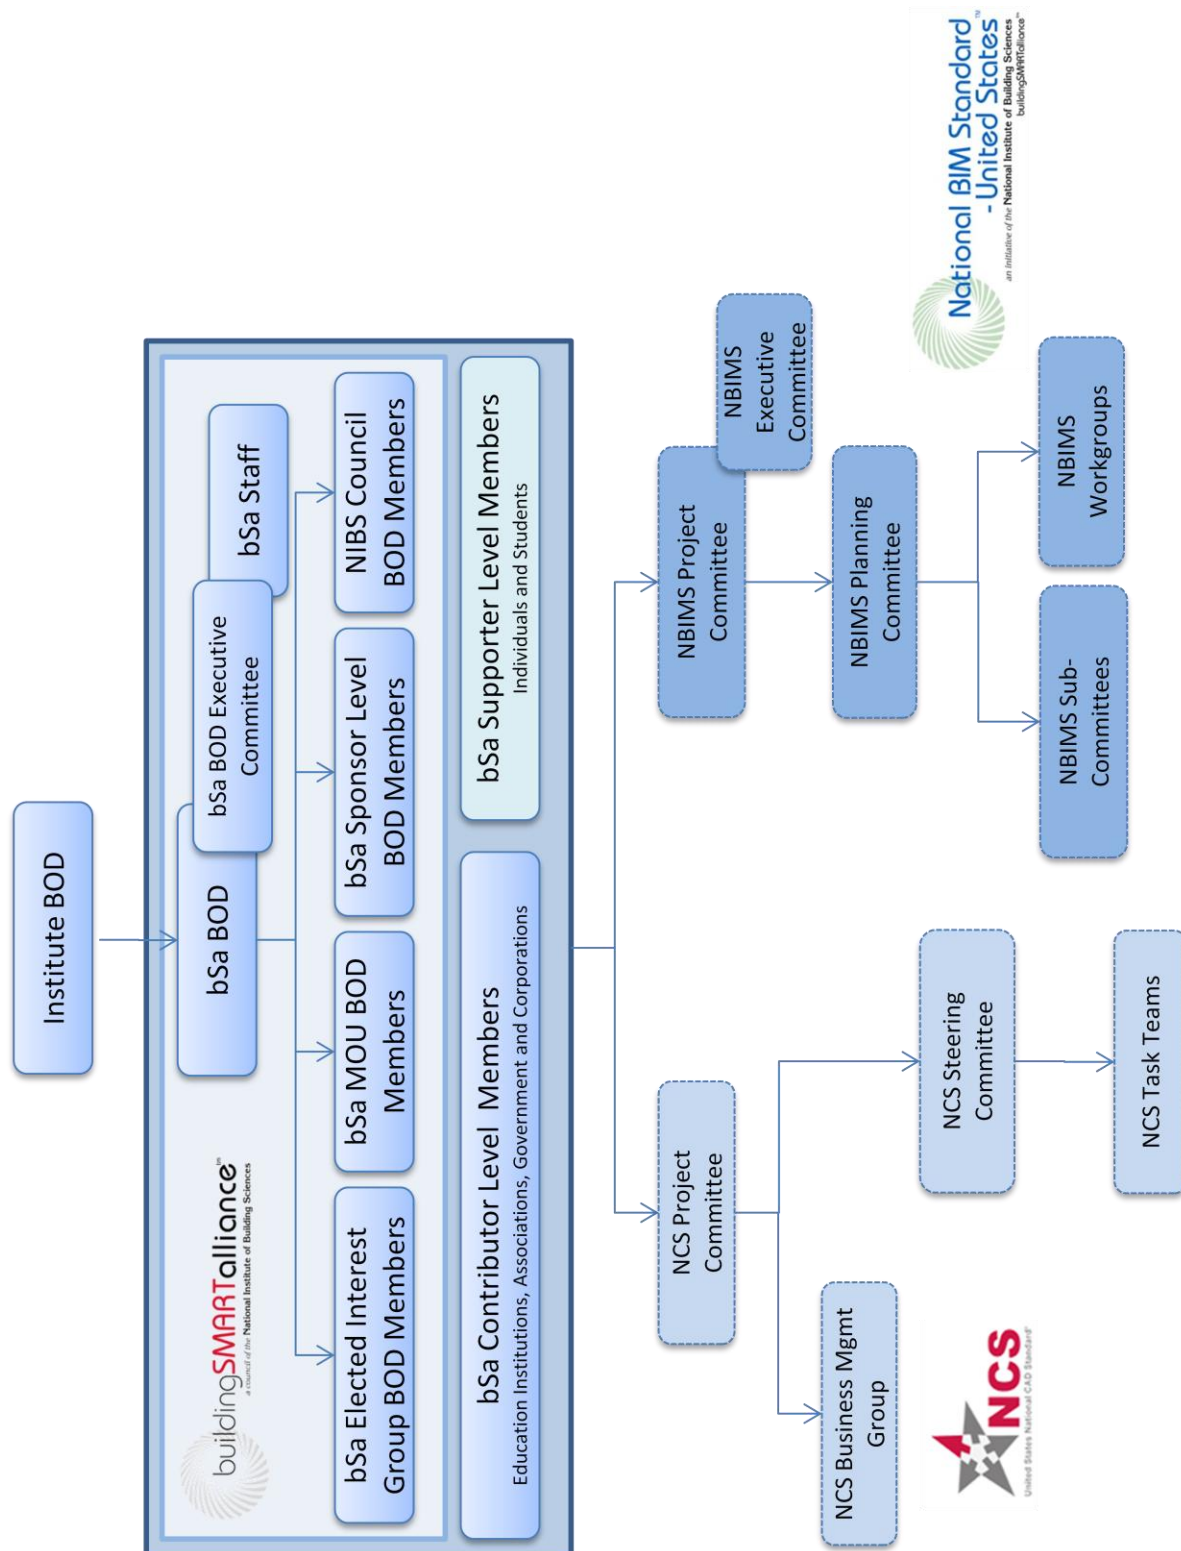 Institute BOD
buildingSMARTalliance™
a council of the National Institute of Building Sciences
bSa BOD
bSa BOD Executive
Committee
bSa Staff
bSa Elected Interest
Group BOD Members
bSa MOU BOD
Members
bSa Sponsor Level
BOD Members
NIBS Council
BOD Members
bSa Contributor Level  Members
Education Institutions, Associations, Government and Corporations
bSa Supporter Level Members
Individuals and Students
NCS Project
Committee
NBIMS Project
Committee
NBIMS
Executive
Committee
NCS Business Mgmt
Group
NBIMS Planning
Committee
NCS Steering
Committee
NBIMS Sub-
Committees
NBIMS
Workgroups
NCS Task Teams
NCS
United States National CAD Standard®
National BIM Standard™
- United States
an initiative of the National Institute of Building Sciences
buildingSMARTalliance™